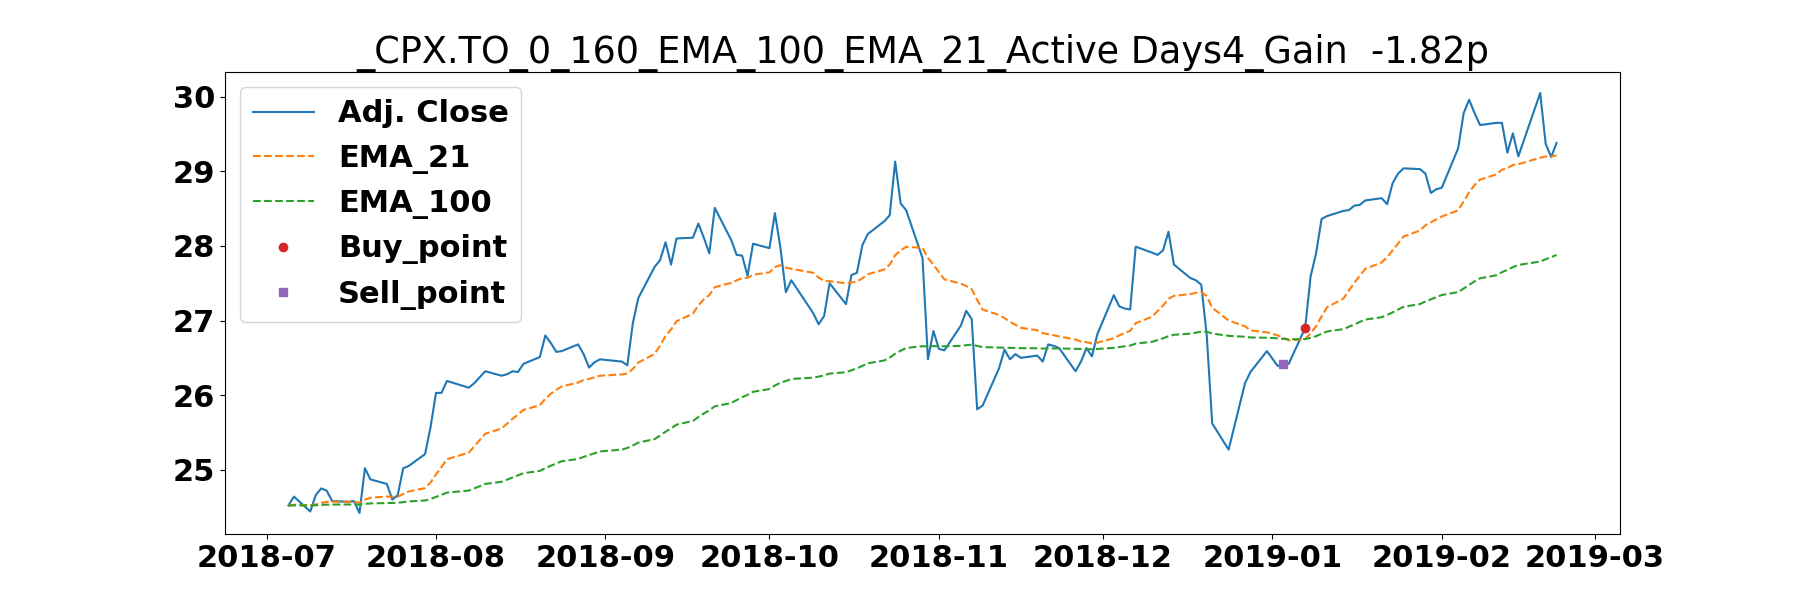 _CPX.TO_0_160_EMA_100_EMA_21_Active Days4_Gain  -1.82p
30
29
28
27
26
25
Adj. Close
EMA_21
EMA_100
Buy_point
Sell_point
2018-07 2018-08 2018-09 2018-10 2018-11 2018-12 2019-01 2019-02 2019-03